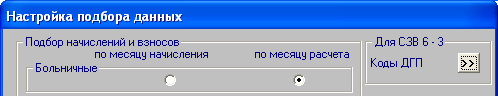 Настройка подбора данных
Подбор начислений и взносов
по месяцу начисления по месяцу расчета
Больничные
Для СЗВ 6 - 3
Коды ДГП >>